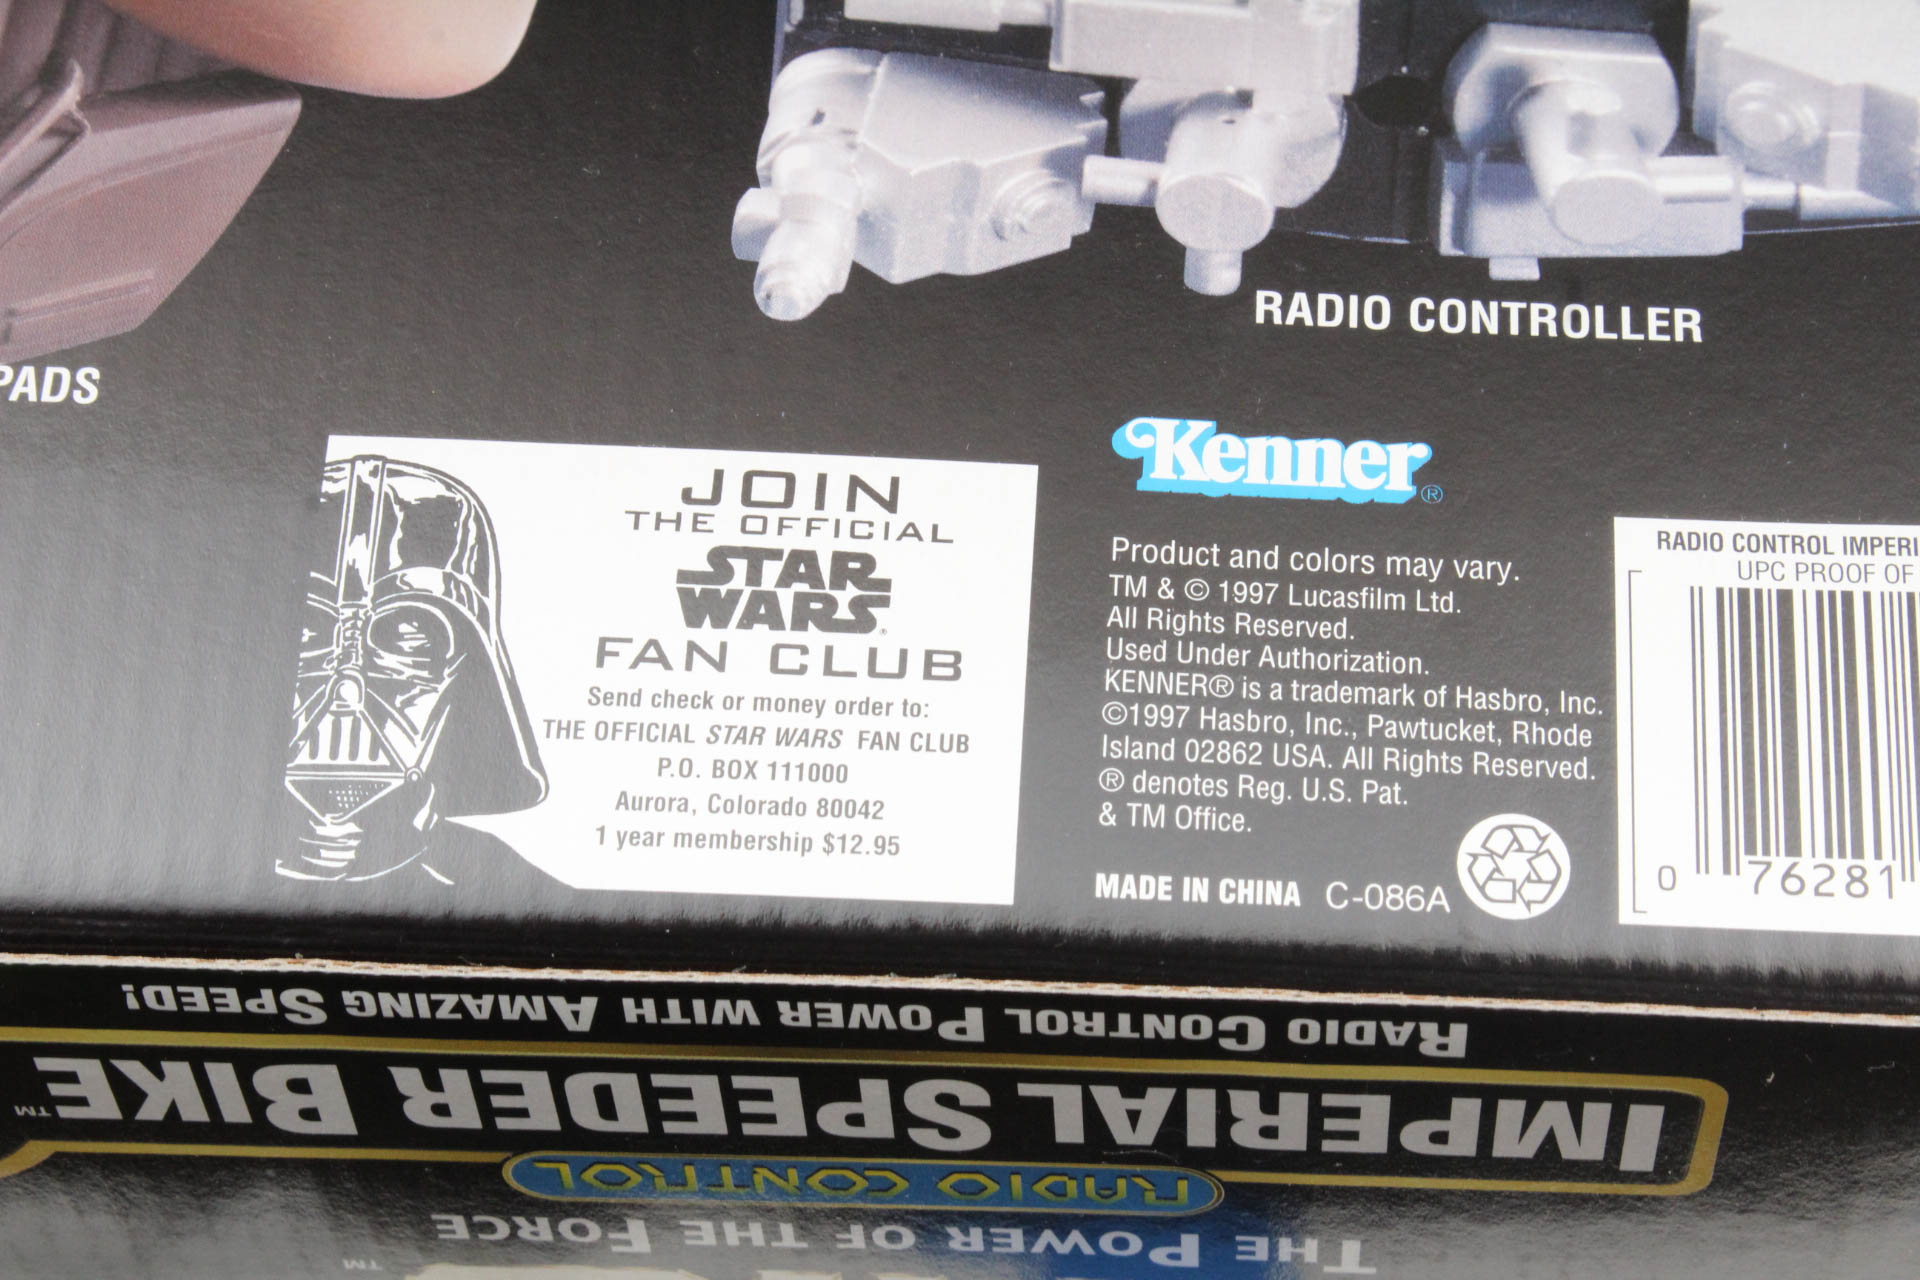 RADIO CONTROLLER
PADS
JOIN
THE OFFICIAL
STAR
WARS
FAN CLUB
Send check or money order to:
THE OFFICIAL STAR WARS FAN CLUB
P.O. BOX 111000
Aurora, Colorado 80042
1 year membership $12.95
Kenner®
Product and colors may vary.
TM & © 1997 Lucasfilm Ltd.
All Rights Reserved.
Used Under Authorization.
KENNER® is a trademark of Hasbro, Inc.
©1997 Hasbro, Inc., Pawtucket, Rhode
Island 02862 USA. All Rights Reserved.
® denotes Reg. U.S. Pat.
& TM Office.
MADE IN CHINA C-086A
RADIO CONTROL IMPERI
UPC PROOF OF
0 76281
THE POWER OF THE FORCE™
RADIO CONTROL
IMPERIAL SPEEDER BIKE™
RADIO CONTROL POWER WITH AMAZING SPEED!